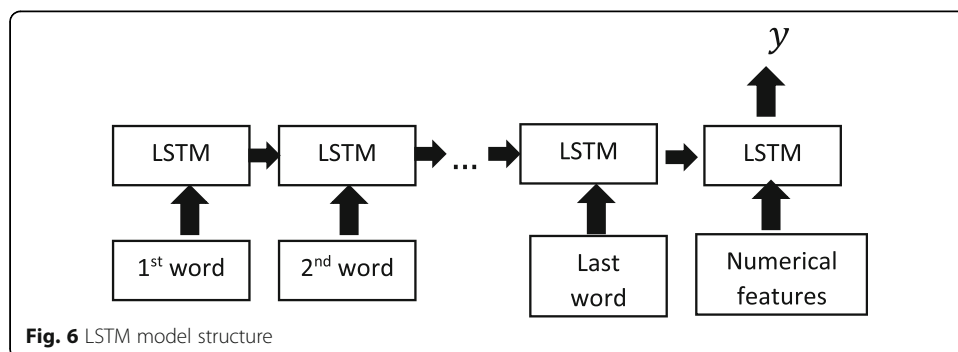 y
LSTM
LSTM
...
LSTM
LSTM
1st word
2nd word
Last
word
Numerical
features
Fig. 6 LSTM model structure